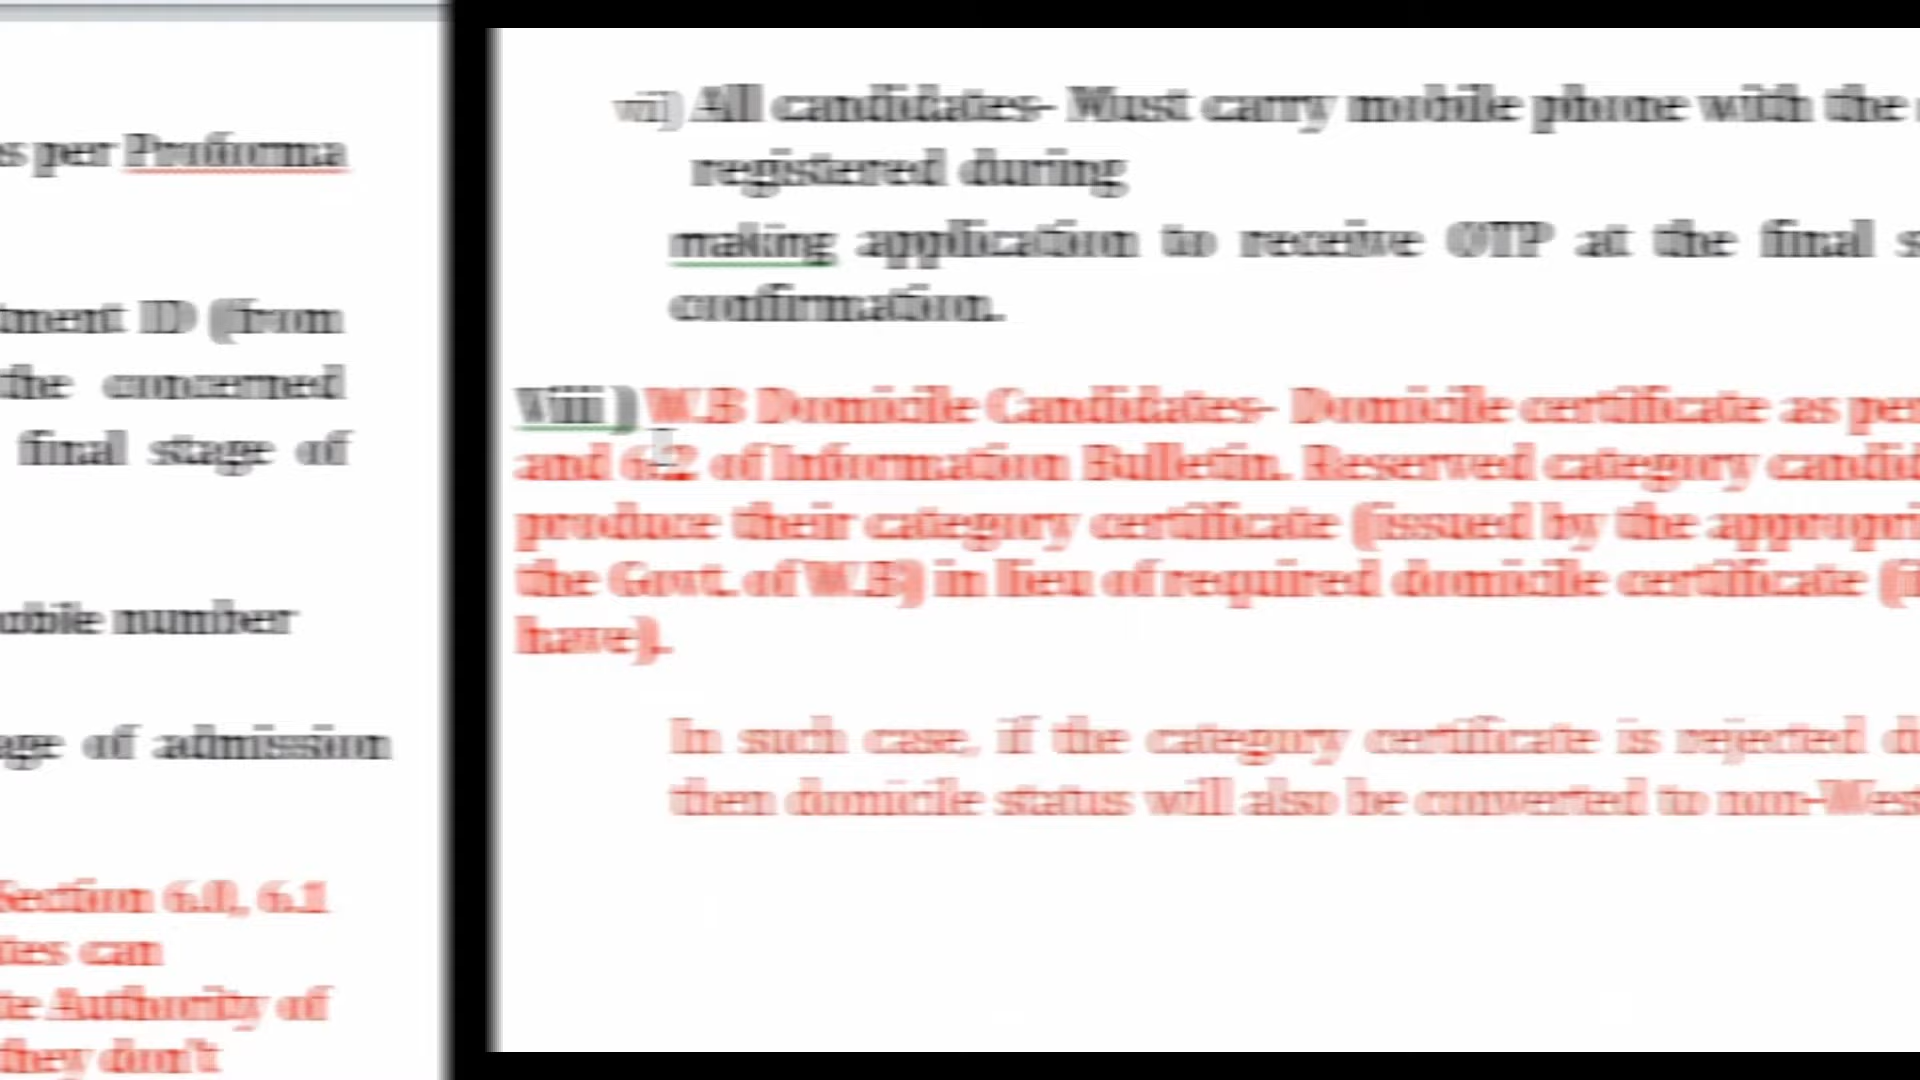 s per Proforma
tment ID (from
the concerned
final stage of
mobile number
age of admission
Section 6.0, 6.1
tes can
te Authority of
they don't
vii) All candidates- Must carry mobile phone with the
registered during
making application to receive OTP at the final s
confirmation.
Viii ) W.B Domicile Candidates- Domicile certificate as per
and 6.2 of Information Bulletin. Reserved category candid
produce their category certificate (issued by the appropri
the Govt. of W.B) in lieu of required domicile certificate (if
have).
In such case, if the category certificate is rejected d
then domicile status will also be converted to non-West